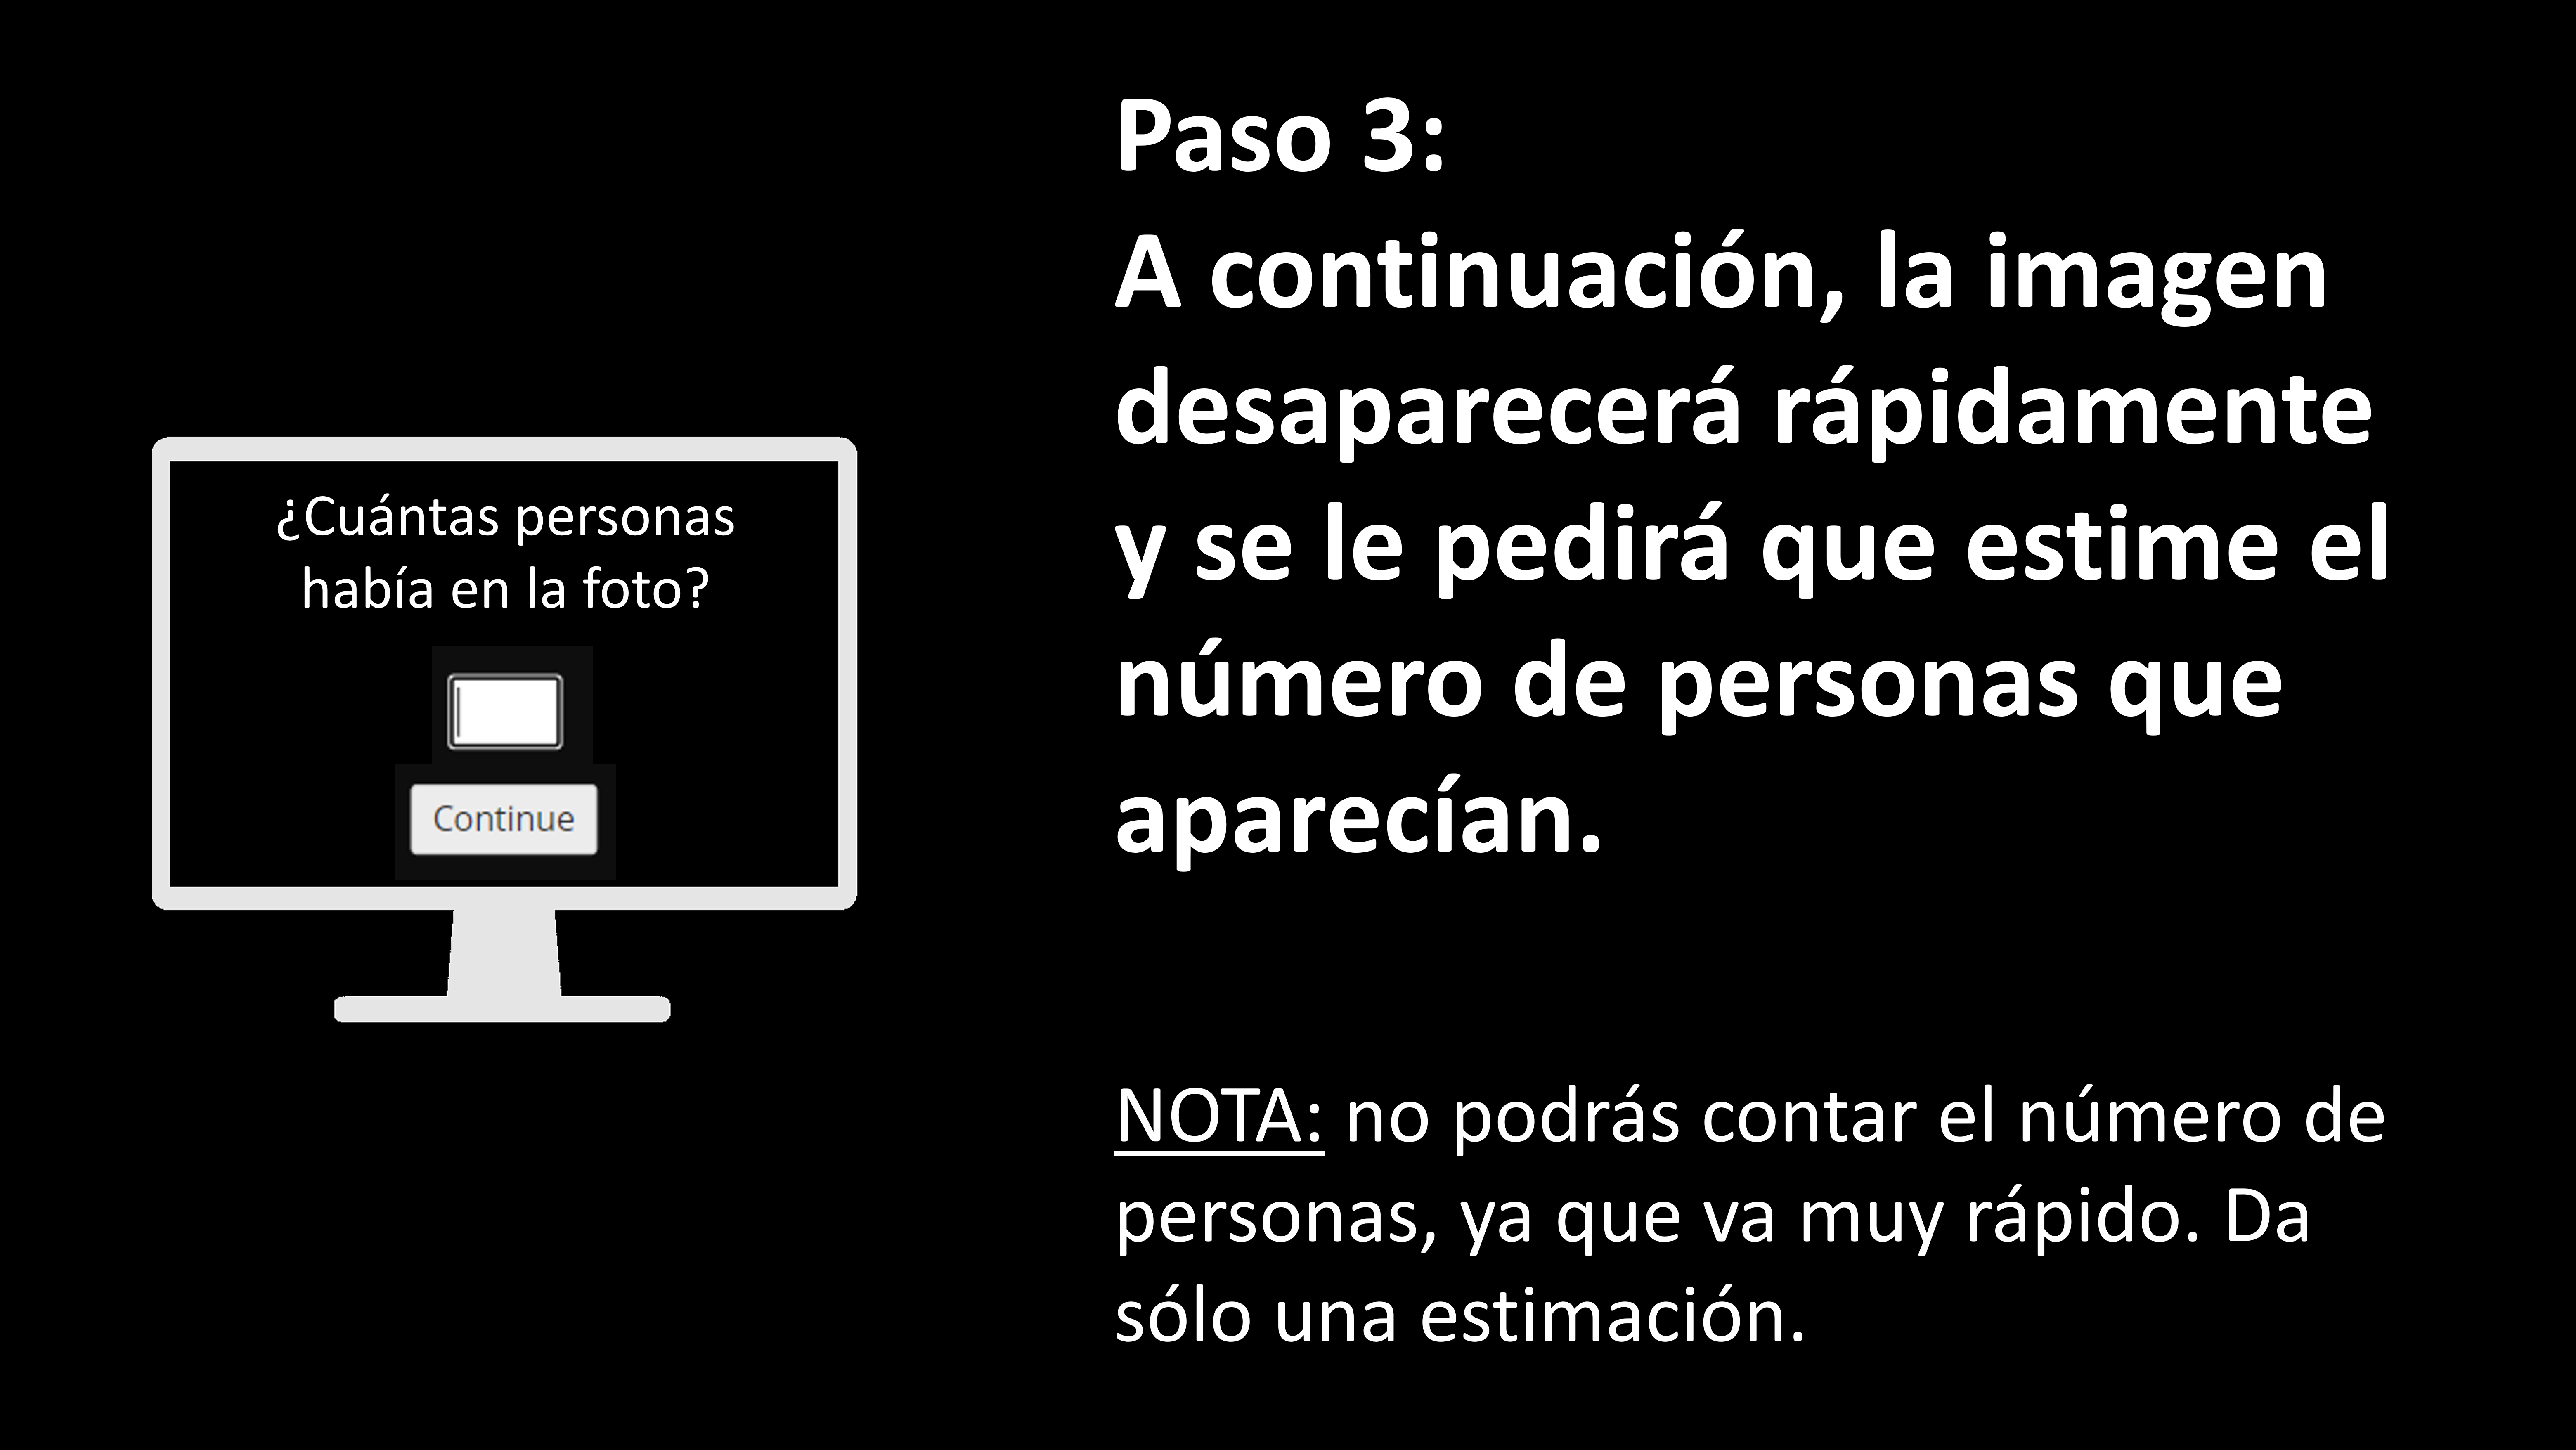 ¿Cuántas personas
había en la foto?
Continue
Paso 3:
A continuación, la imagen
desaparecerá rápidamente
y se le pedirá que estime el
número de personas que
aparecían.
NOTA: no podrás contar el número de
personas, ya que va muy rápido. Da
sólo una estimación.